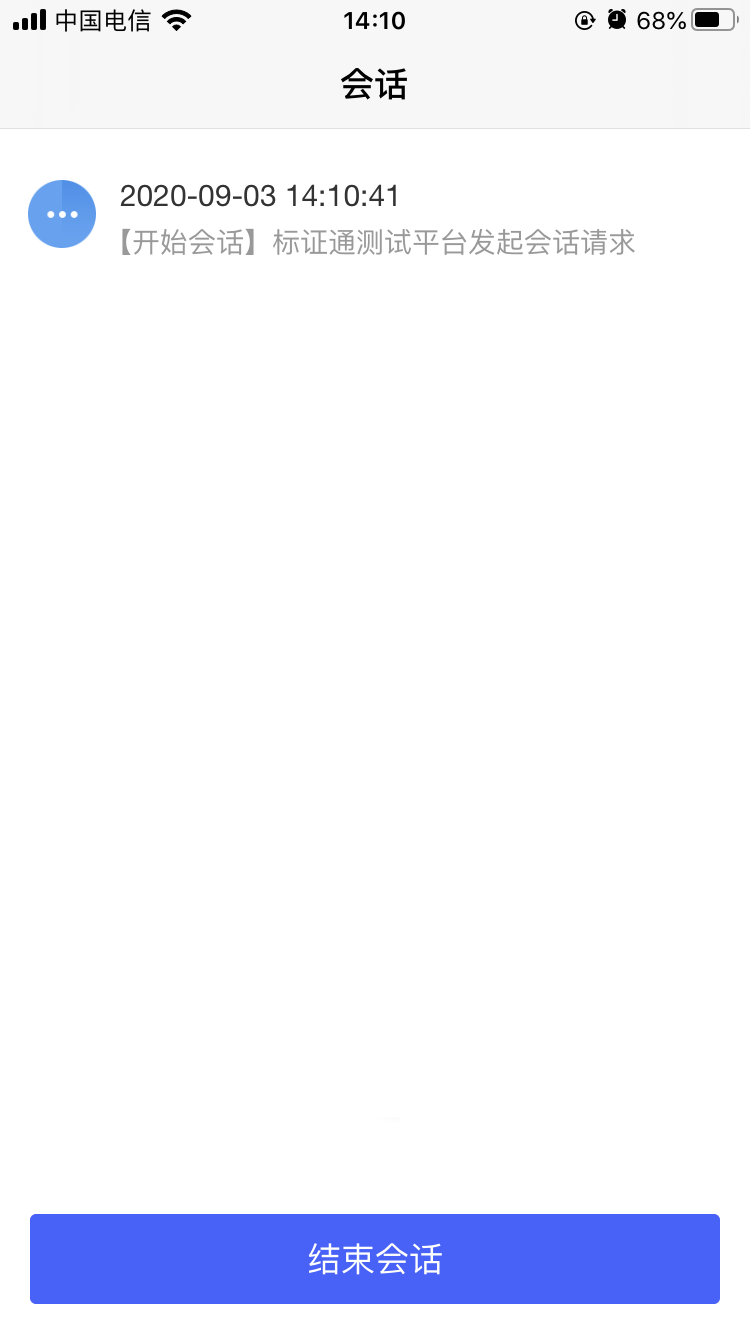 中国电信 14:10 68%
会话
2020-09-03 14:10:41
【开始会话】标证通测试平台发起会话请求
结束会话